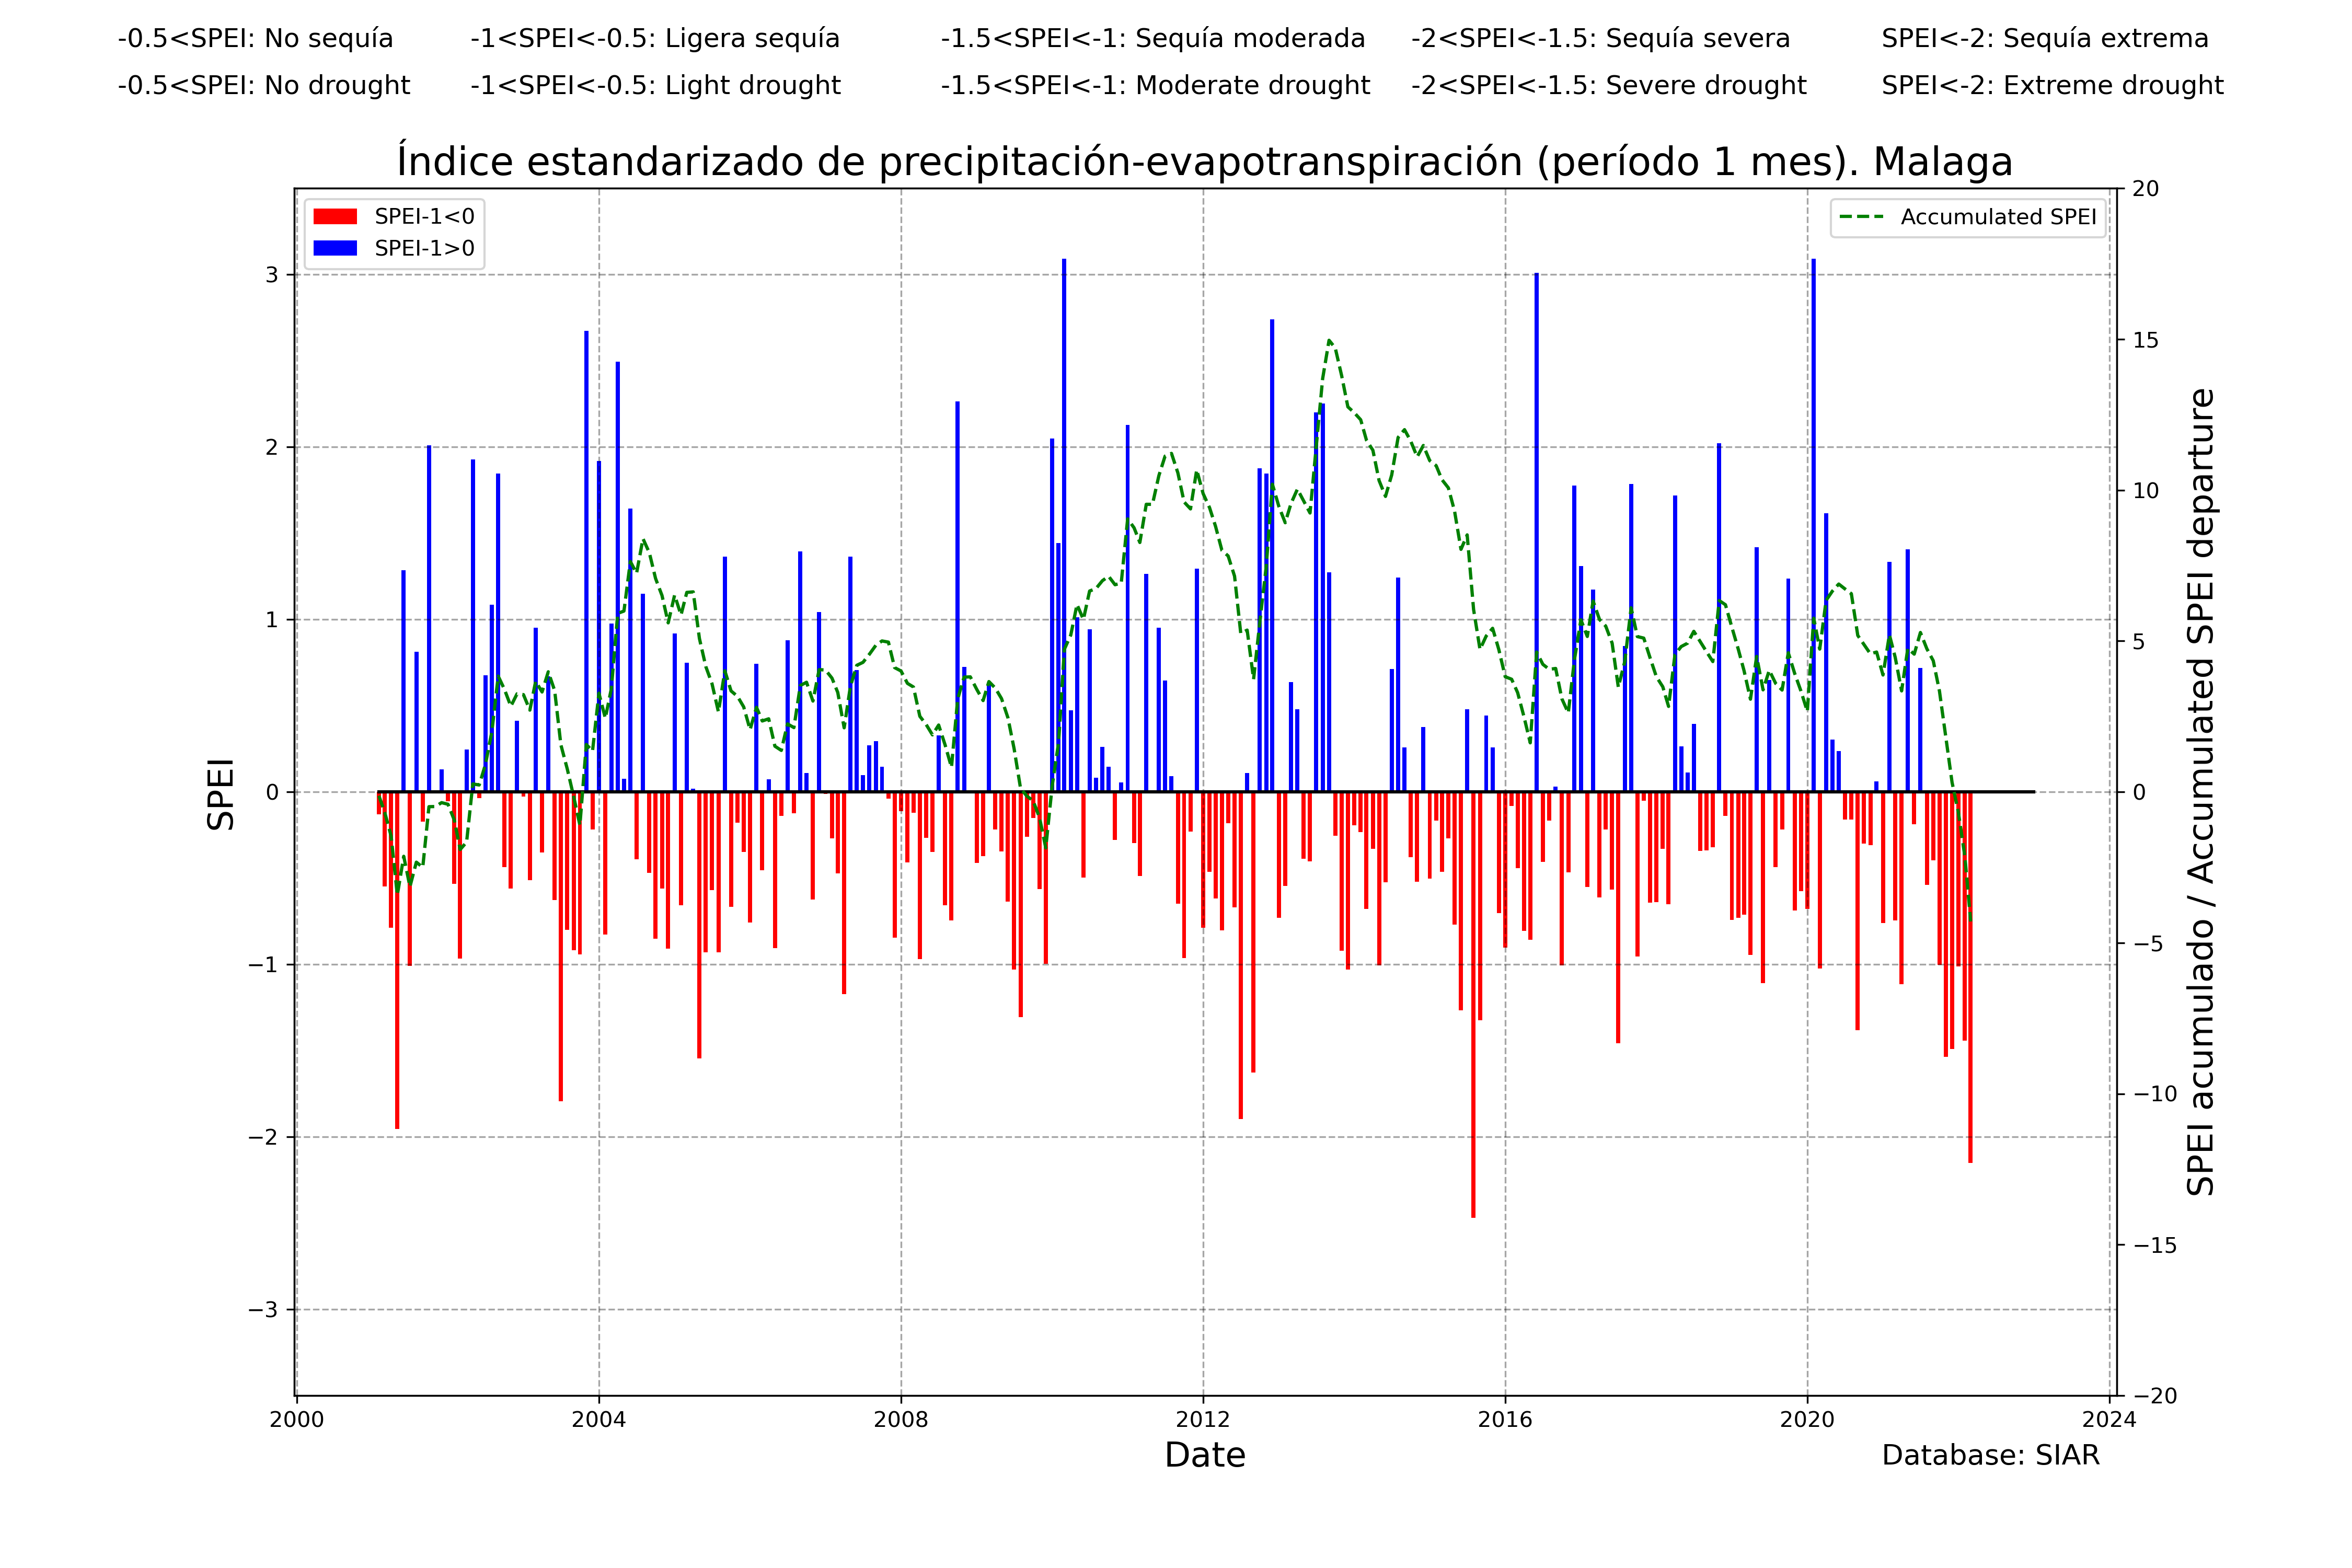 -0.5<SPEI: No sequía -1<SPEI<-0.5: Ligera sequía -1.5<SPEI<-1: Sequía moderada -2<SPEI<-1.5: Sequía severa SPEI<-2: Sequía extrema
-0.5<SPEI: No drought -1<SPEI<-0.5: Light drought -1.5<SPEI<-1: Moderate drought -2<SPEI<-1.5: Severe drought SPEI<-2: Extreme drought
Índice estandarizado de precipitación-evapotranspiración (período 1 mes). Malaga
SPEI-1<0
SPEI-1>0
Accumulated SPEI
SPEI
3
2
1
0
−1
−2
−3
20
15
10
5
0
−5
−10
−15
−20
SPEI acumulado / Accumulated SPEI departure
2000 2004 2008 2012 2016 2020 2024
Date
Database: SIAR